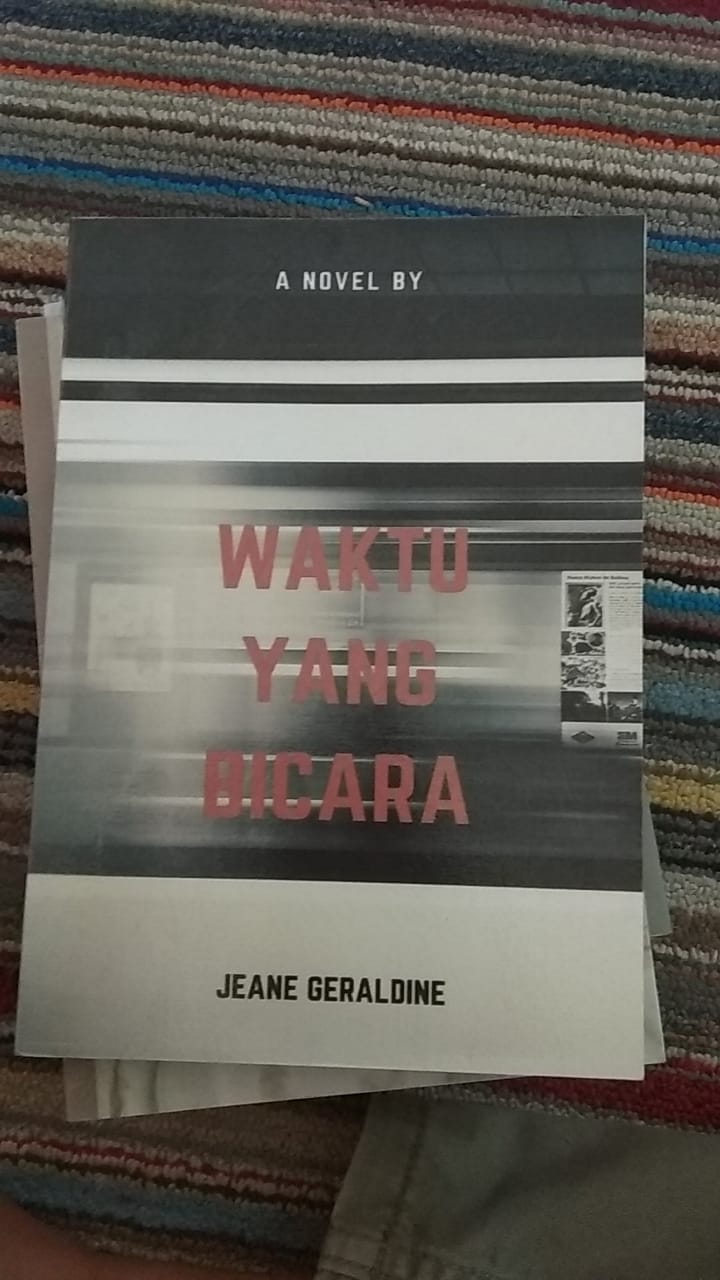 A NOVEL BY
WAKTU
YANG
BICARA
JEANE GERALDINE